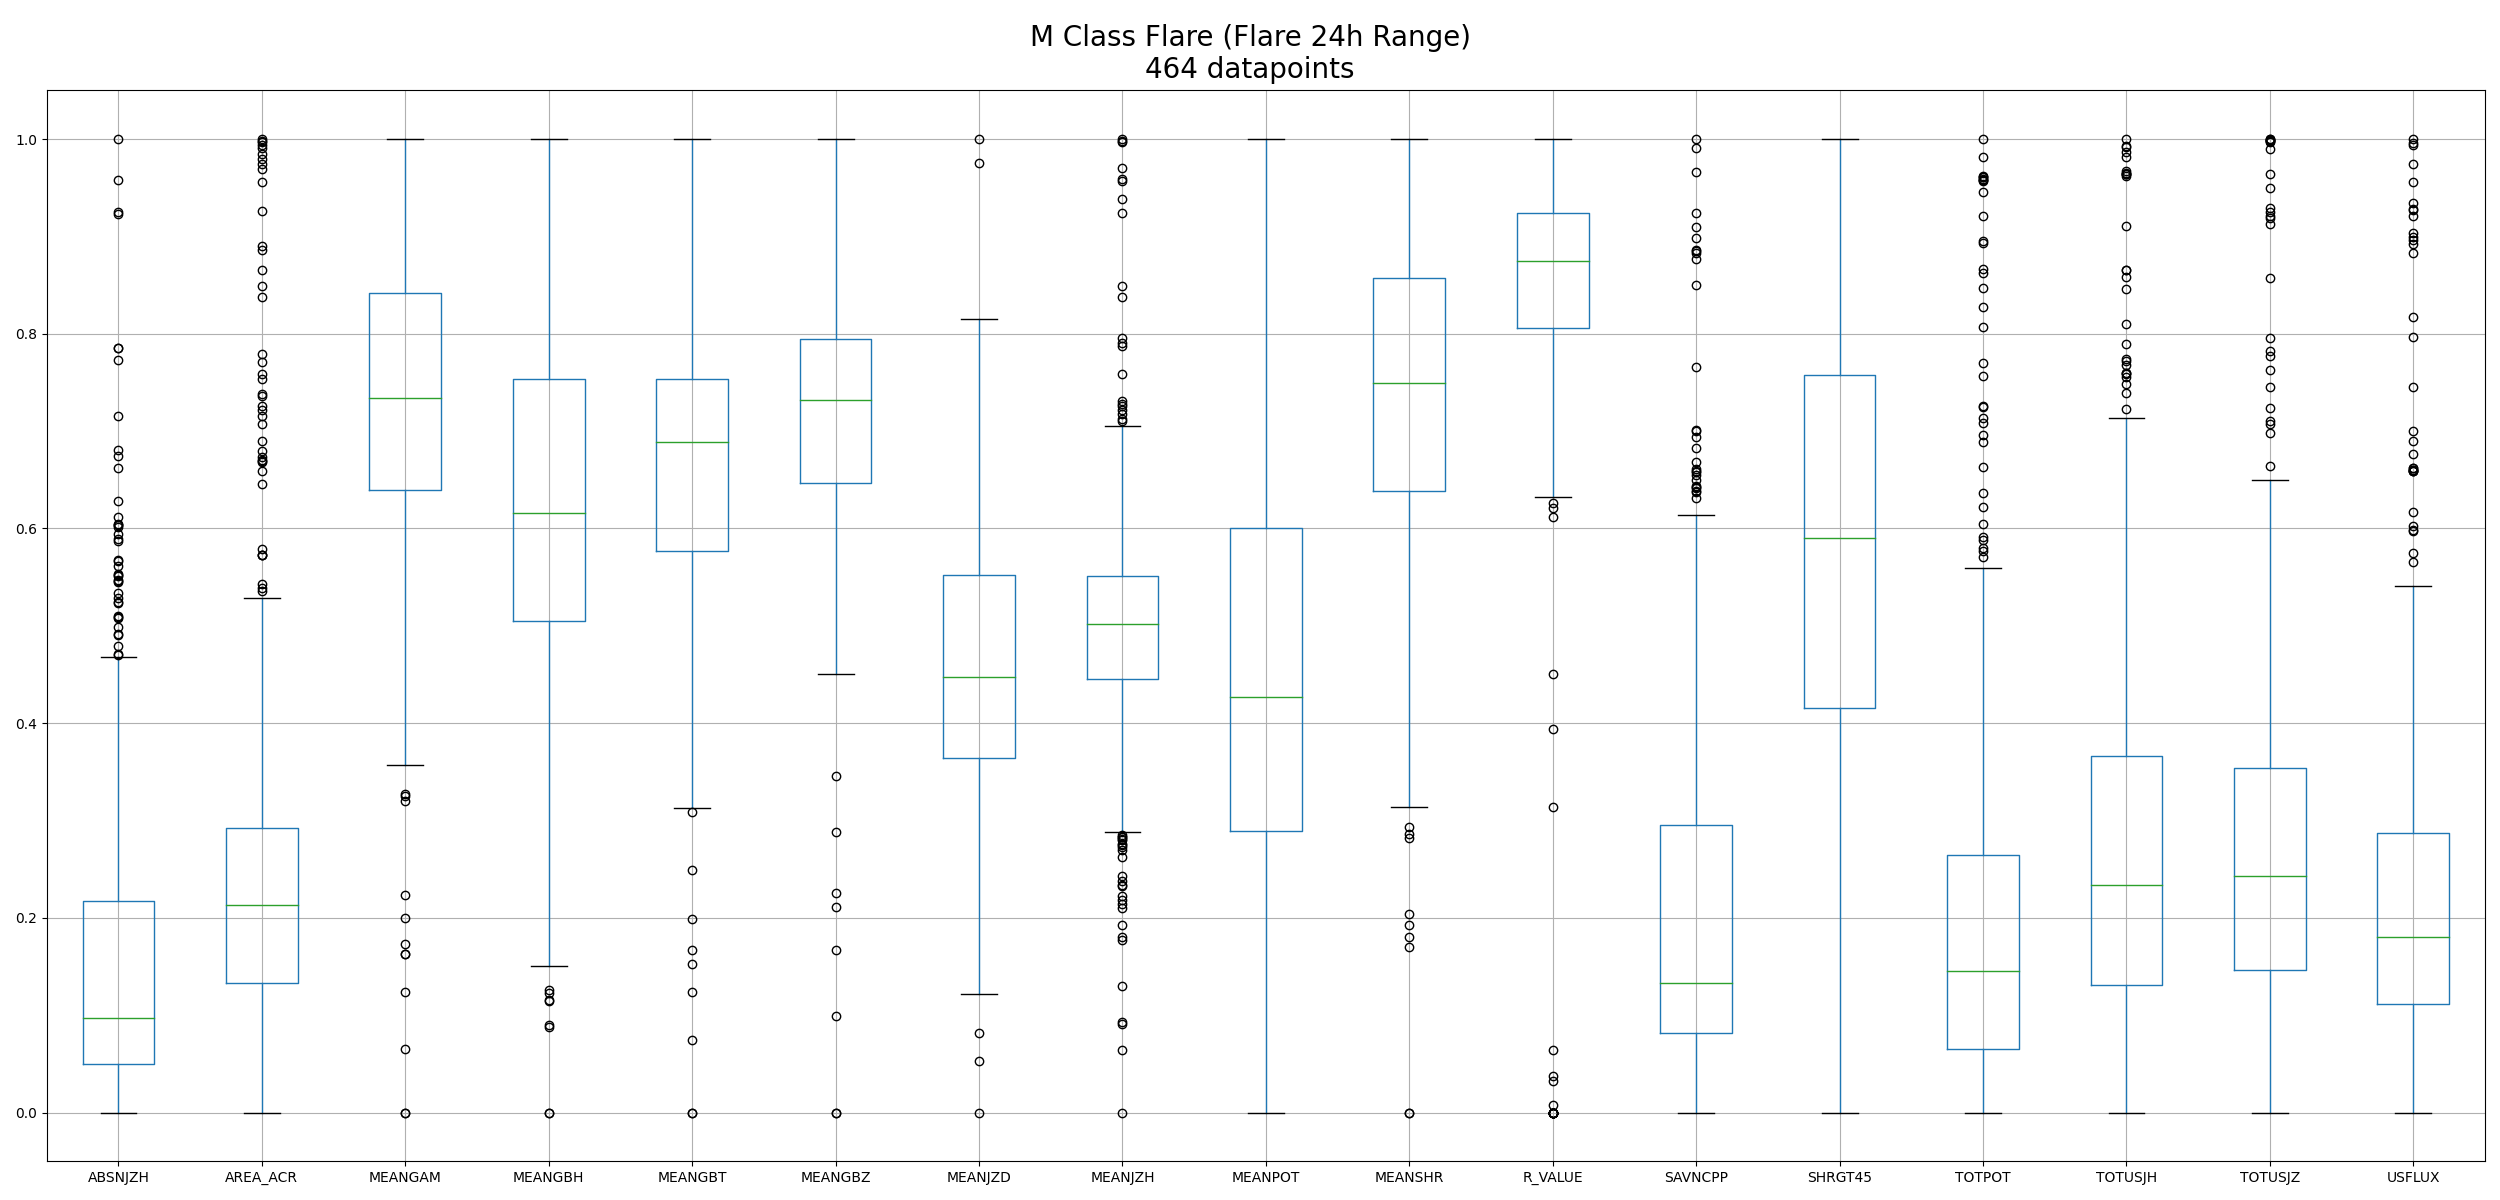 M Class Flare (Flare 24h Range)
464 datapoints
1.0
0.8
0.6
0.4
0.2
0.0
ABSNJZH AREA_ACR MEANGAM MEANGBH MEANGBT MEANGBZ MEANJZD MEANJZH MEANPOT MEANSHR R_VALUE SAVNCPP SHRGT45 TOTPOT TOTUSJH TOTUSJZ USFLUX